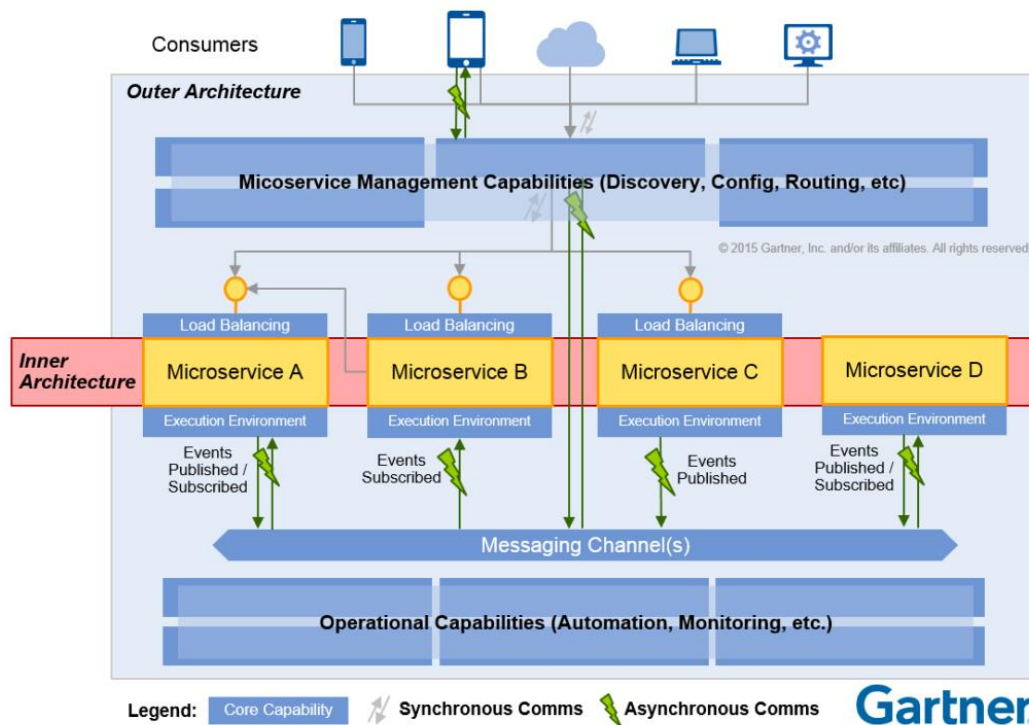 Consumers
Outer Architecture
Micoservice Management Capabilities (Discovery, Config, Routing, etc)
© 2015 Gartner, Inc. and/or its affiliates. All rights reserved.
Load Balancing
Load Balancing
Load Balancing
Inner
Architecture
Microservice A
Microservice B
Microservice C
Microservice D
Execution Environment
Execution Environment
Execution Environment
Execution Environment
Events
Published /
Subscribed
Events
Subscribed
Events
Published
Events
Published /
Subscribed
Messaging Channel(s)
Operational Capabilities (Automation, Monitoring, etc.)
Legend:
Core Capability
Synchronous Comms
Asynchronous Comms
Gartner